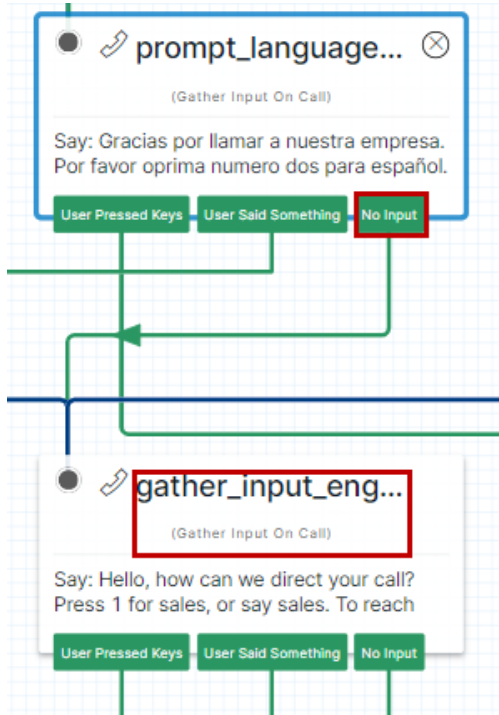 prompt_language...
(Gather Input On Call)
Say: Gracias por llamar a nuestra empresa.
Por favor oprima numero dos para español.
User Pressed Keys
User Said Something
No Input
gather_input_eng...
(Gather Input On Call)
Say: Hello, how can we direct your call?
Press 1 for sales, or say sales. To reach
User Pressed Keys
User Said Something
No Input